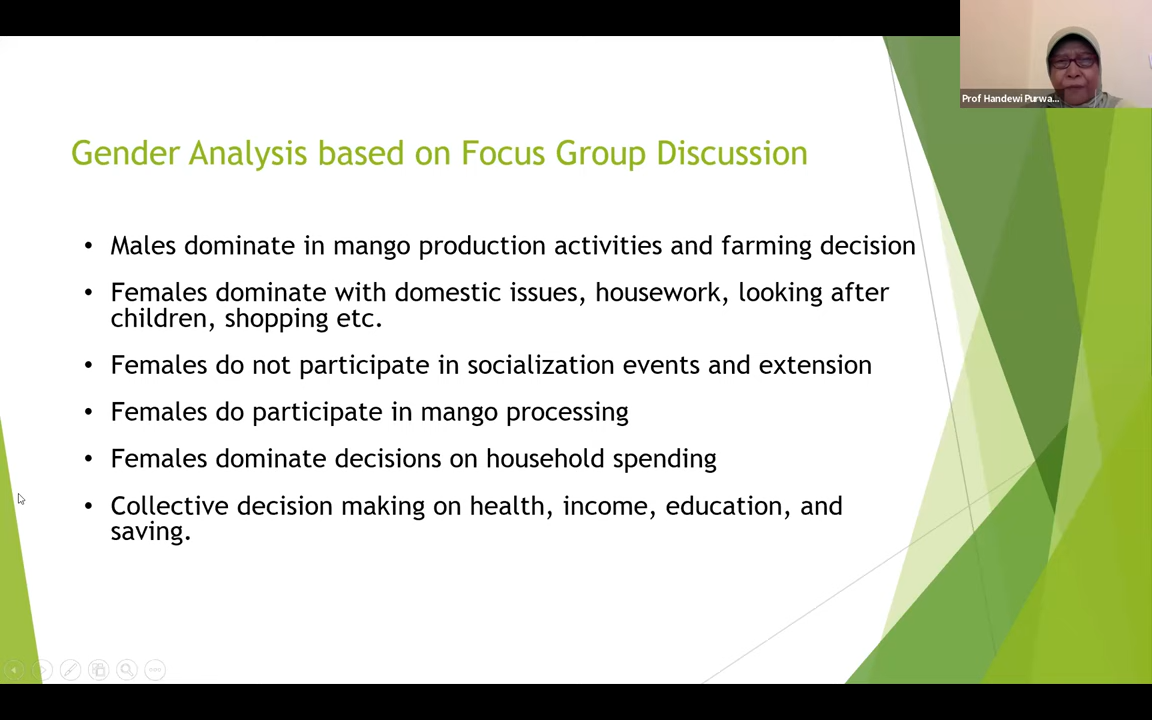 Prof Handewi Purwa...
Gender Analysis based on Focus Group Discussion
• Males dominate in mango production activities and farming decision
• Females dominate with domestic issues, housework, looking after
children, shopping etc.
• Females do not participate in socialization events and extension
• Females do participate in mango processing
• Females dominate decisions on household spending
• Collective decision making on health, income, education, and
saving.